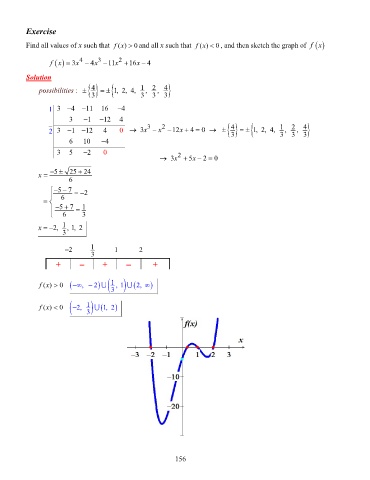 Exercise
Find all values of x such that f(x) > 0 and all x such that f(x) < 0 , and then sketch the graph of f(x)
f(x) = 3x⁴ − 4x³ − 11x² + 16x − 4
Solution
possibilities : ±{4/3} = ±{1, 2, 4, 1/3, 2/3, 4/3}
1 | 3 −4 −11 16 −4
3 −1 −12 4
2 | 3 −1 −12 4 0 → 3x³ − x² − 12x + 4 = 0 → ±{4/3} = ±{1, 2, 4, 1/3, 2/3, 4/3}
6 10 −4
3 5 −2 0
→ 3x² + 5x − 2 = 0
x = (−5 ± √(25 + 24))/6
= { (−5 − 7)/6 = −2
(−5 + 7)/6 = 1/3
x = −2, 1/3, 1, 2
−2 1/3 1 2
+ − + − +
f(x) > 0 (−∞, −2) ∪ (1/3, 1) ∪ (2, ∞)
f(x) < 0 (−2, 1/3) ∪ (1, 2)
f(x)
x
−3 −2 −1 1 2 3
−10
−20
156